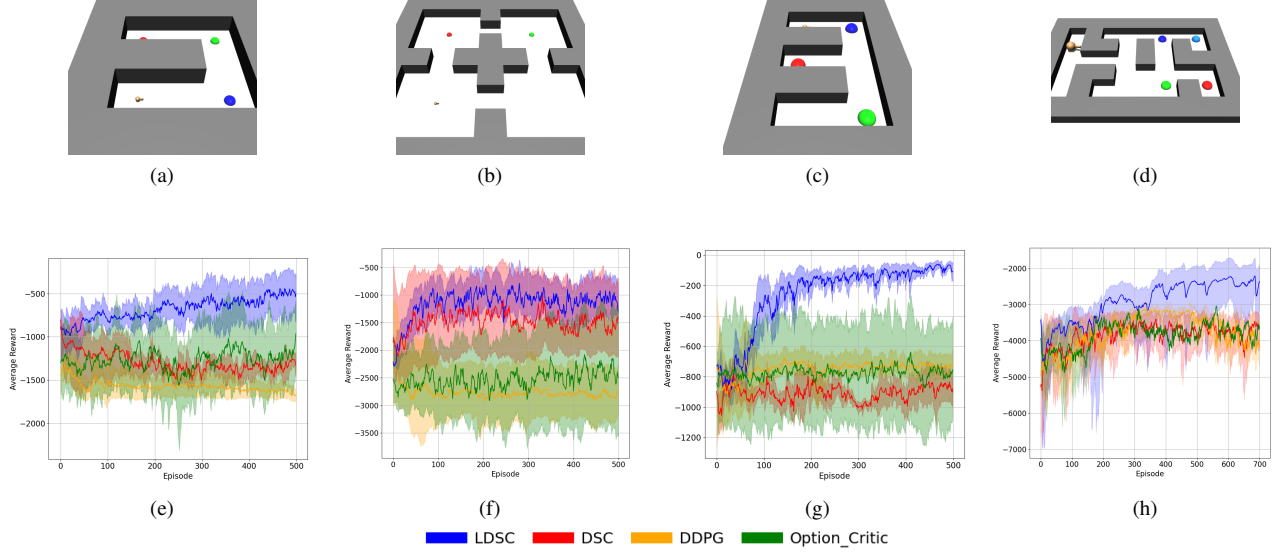 (a) (b) (c) (d)
Average Reward
−500
−1000
−1500
−2000
0 100 200 300 400 500
Episode
Average Reward
−500
−1000
−1500
−2000
−2500
−3000
−3500
0 100 200 300 400 500
Episode
Average Reward
0
−200
−400
−600
−800
−1000
−1200
0 100 200 300 400 500
Episode
Average Reward
−2000
−3000
−4000
−5000
−6000
−7000
0 100 200 300 400 500 600 700
Episode
(e) (f) (g) (h)
LDSC DSC DDPG Option_Critic